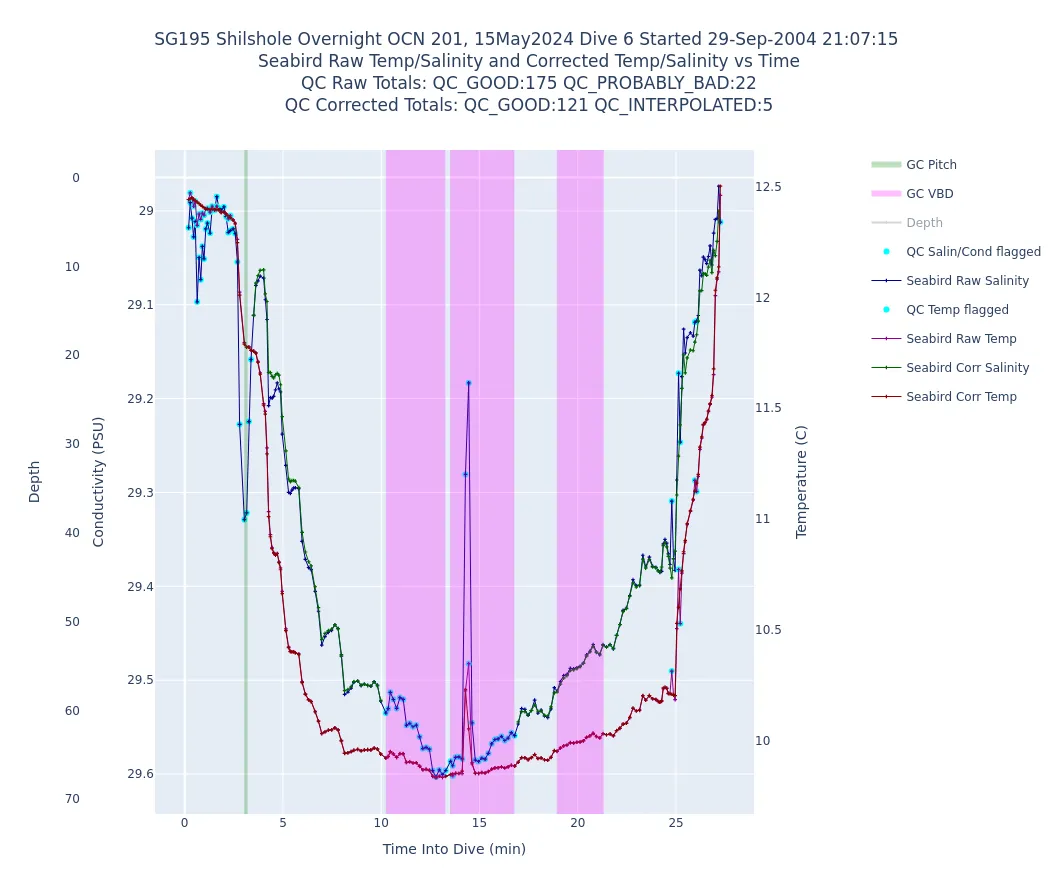 SG195 Shilshole Overnight OCN 201, 15May2024 Dive 6 Started 29-Sep-2004 21:07:15
Seabird Raw Temp/Salinity and Corrected Temp/Salinity vs Time
QC Raw Totals: QC_GOOD:175 QC_PROBABLY_BAD:22
QC Corrected Totals: QC_GOOD:121 QC_INTERPOLATED:5
Depth
0
10
20
30
40
50
60
70
Conductivity (PSU)
29
29.1
29.2
29.3
29.4
29.5
29.6
0
5
10
15
20
25
Time Into Dive (min)
12.5
12
11.5
11
10.5
10
Temperature (C)
GC Pitch
GC VBD
Depth
QC Salin/Cond flagged
Seabird Raw Salinity
QC Temp flagged
Seabird Raw Temp
Seabird Corr Salinity
Seabird Corr Temp